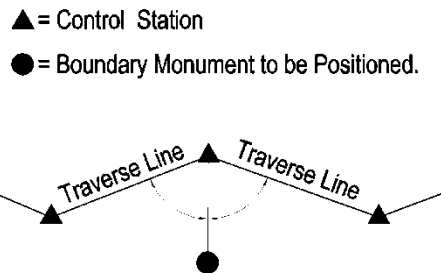 = Control Station
= Boundary Monument to be Positioned.
Traverse Line
Traverse Line